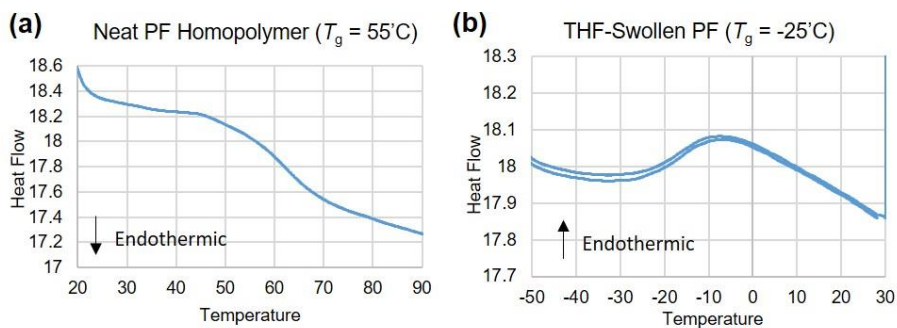 (a) Neat PF Homopolymer (Tg = 55'C)
18.6
18.4
18.2
18
17.8
17.6
17.4
17.2
17
Heat Flow
Endothermic
20 30 40 50 60 70 80 90
Temperature
(b) THF-Swollen PF (Tg = -25'C)
18.3
18.2
18.1
18.0
17.9
17.8
17.7
Heat Flow
Endothermic
-50 -40 -30 -20 -10 0 10 20 30
Temperature